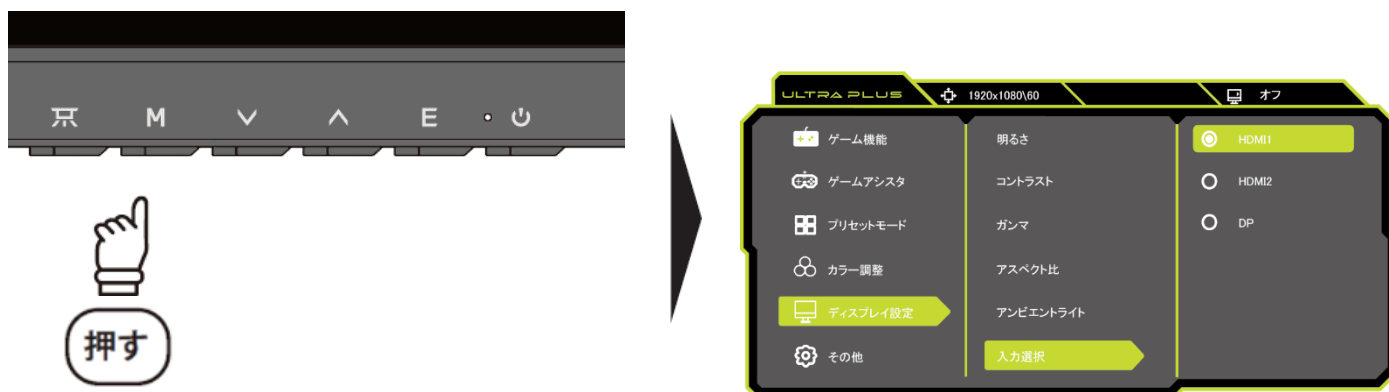 M
E
押す
ULTRA PLUS
1920x1080\60
オフ
ゲーム機能
ゲームアシスタ
プリセットモード
カラー調整
ディスプレイ設定
その他
明るさ
コントラスト
ガンマ
アスペクト比
アンビエントライト
入力選択
HDMI1
HDMI2
DP